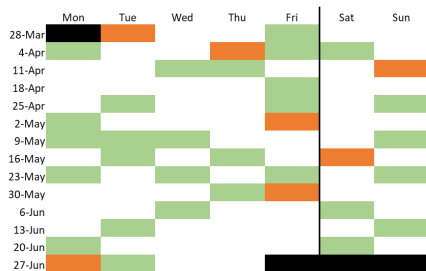 Mon Tue Wed Thu Fri Sat Sun
28-Mar
4-Apr
11-Apr
18-Apr
25-Apr
2-May
9-May
16-May
23-May
30-May
6-Jun
13-Jun
20-Jun
27-Jun